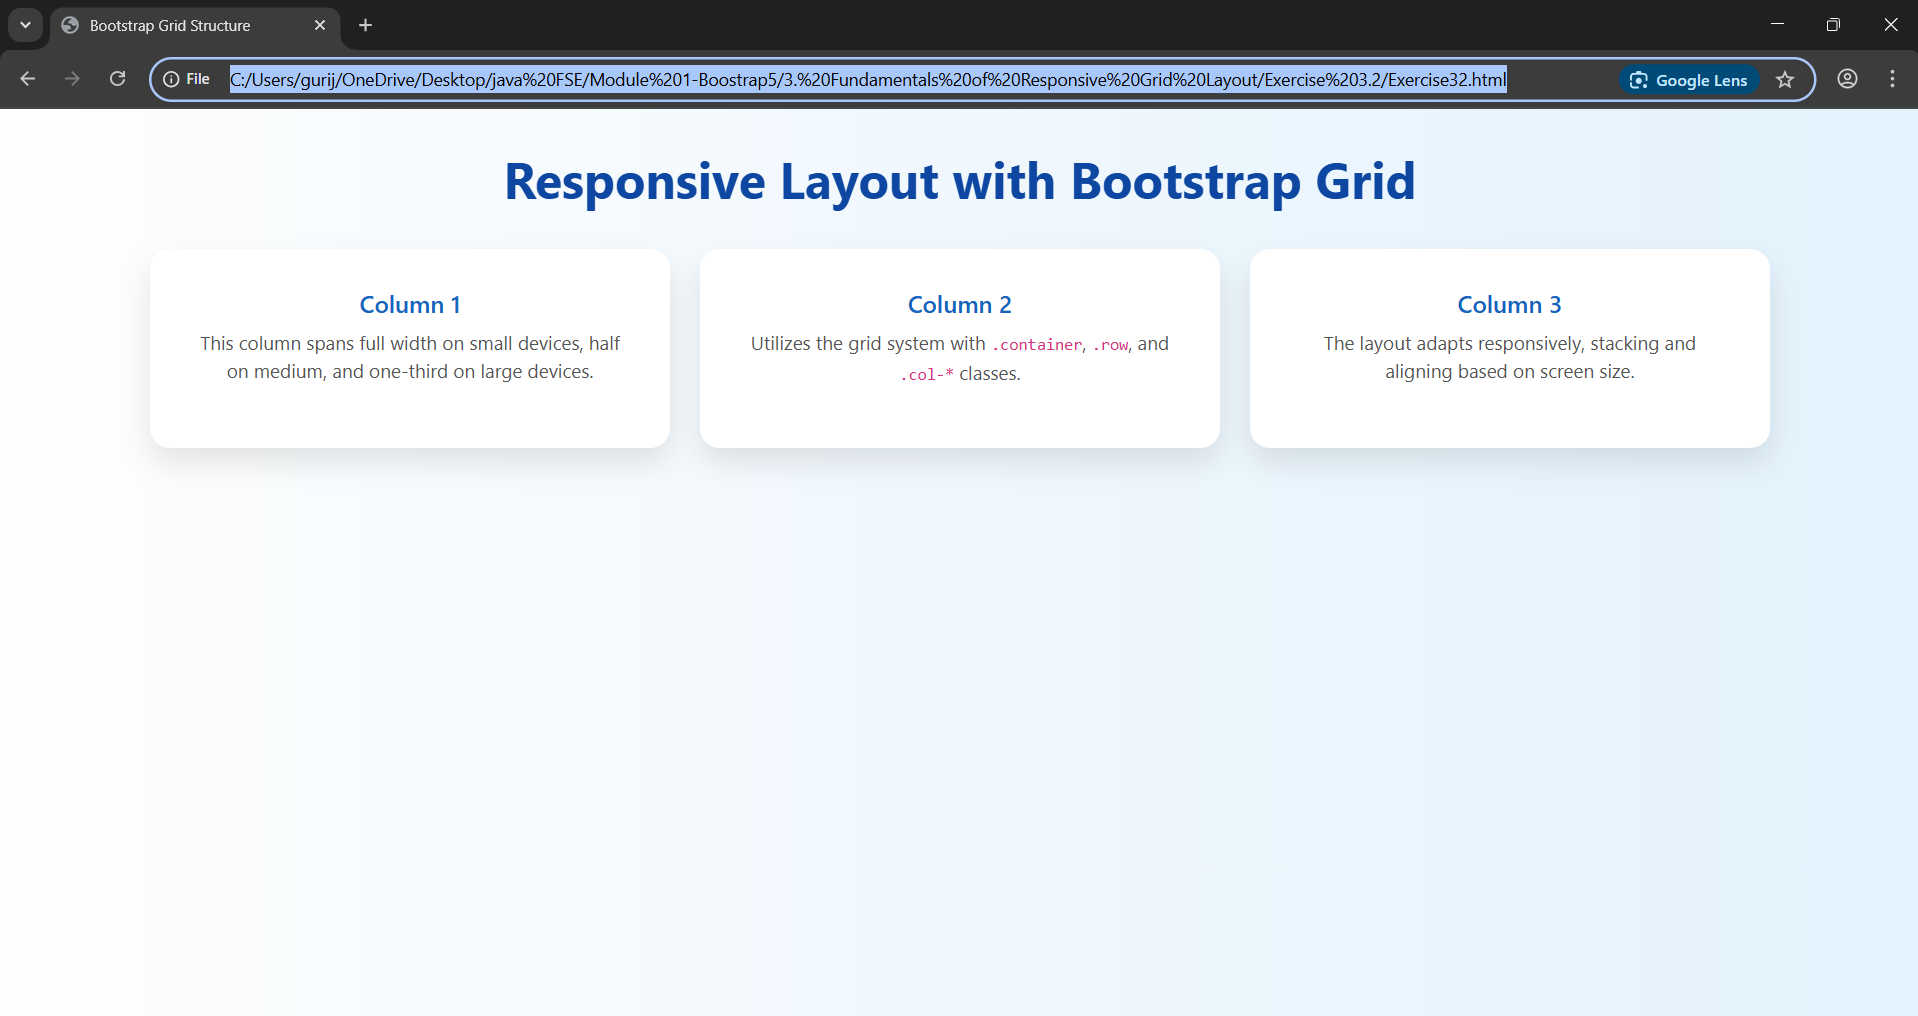 Bootstrap Grid Structure
File C:/Users/gurij/OneDrive/Desktop/java%20FSE/Module%201-Boostrap5/3.%20Fundamentals%20of%20Responsive%20Grid%20Layout/Exercise%203.2/Exercise32.html Google Lens
Responsive Layout with Bootstrap Grid
Column 1
This column spans full width on small devices, half
on medium, and one-third on large devices.
Column 2
Utilizes the grid system with .container, .row, and
.col-* classes.
Column 3
The layout adapts responsively, stacking and
aligning based on screen size.